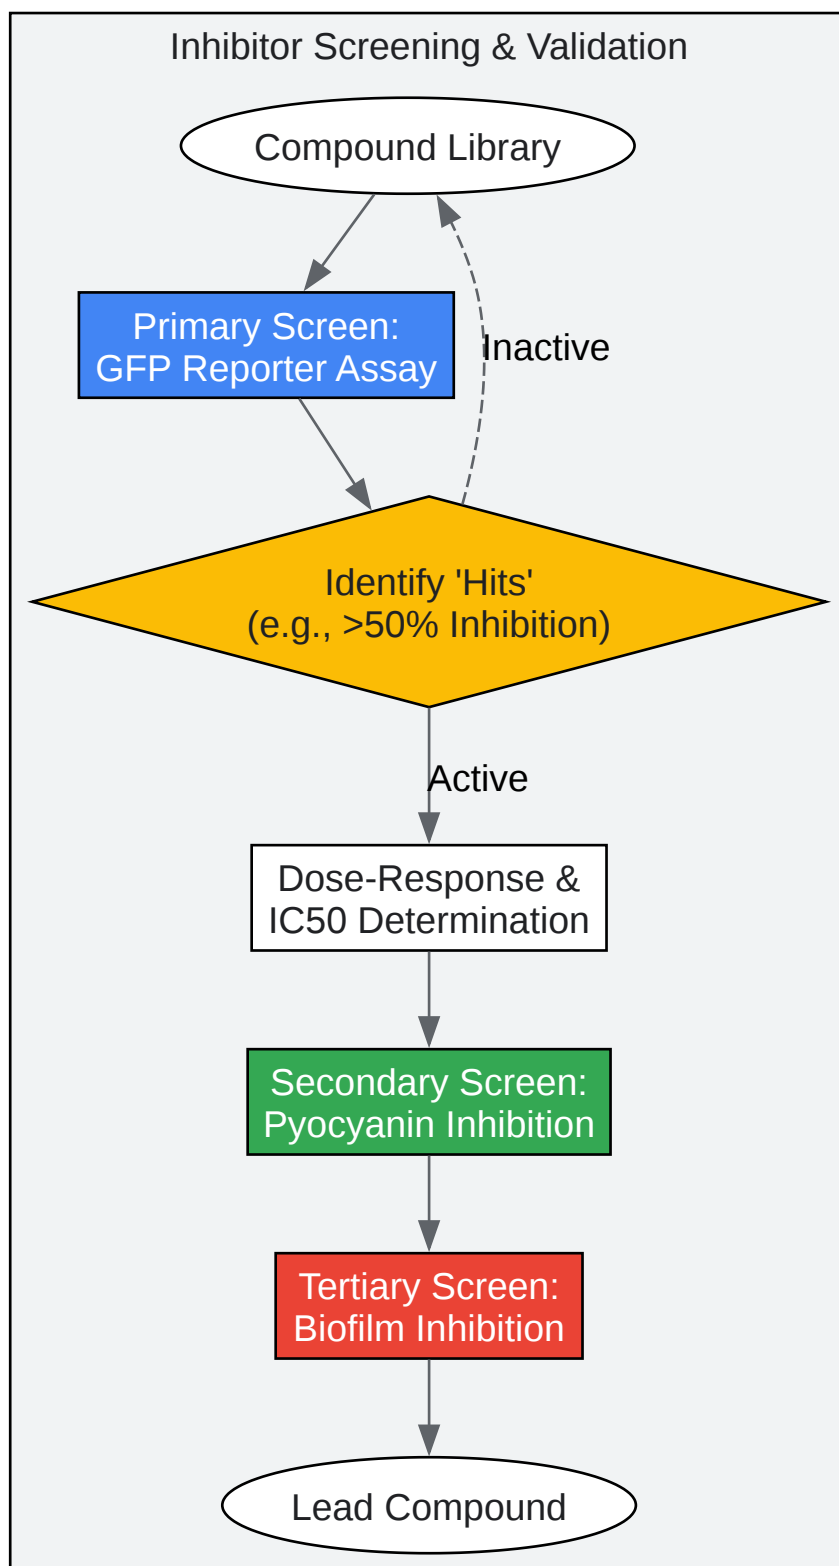 Inhibitor Screening & Validation
Compound Library
Primary Screen:
GFP Reporter Assay
Inactive
Identify 'Hits'
(e.g., >50% Inhibition)
Active
Dose-Response &
IC50 Determination
Secondary Screen:
Pyocyanin Inhibition
Tertiary Screen:
Biofilm Inhibition
Lead Compound